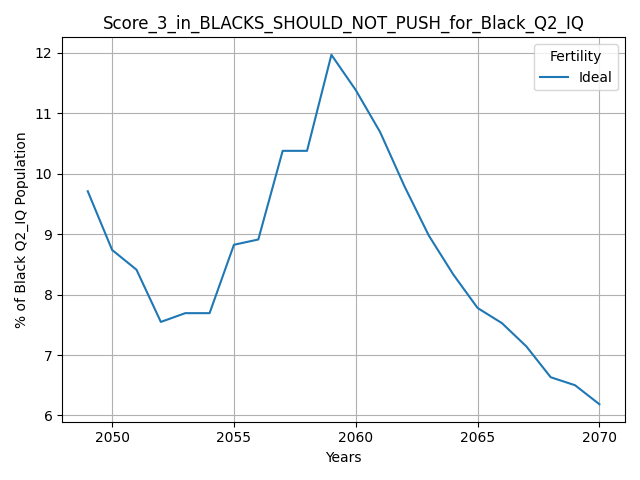 Score_3_in_BLACKS_SHOULD_NOT_PUSH_for_Black_Q2_IQ
Fertility
Ideal
% of Black Q2_IQ Population
12
11
10
9
8
7
6
2050 2055 2060 2065 2070
Years